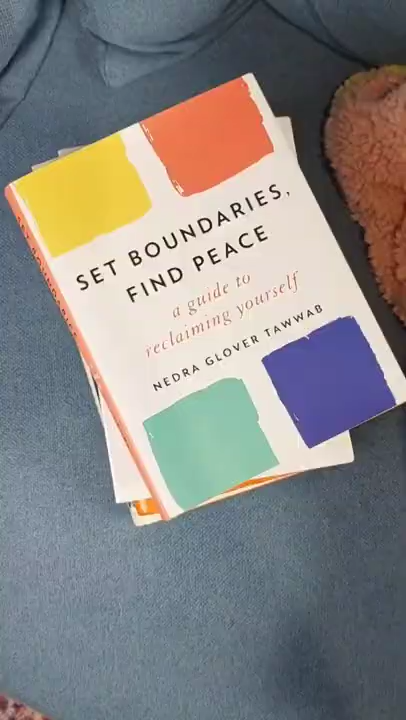 SET BOUNDARIES,
FIND PEACE
a guide to
reclaiming yourself
NEDRA GLOVER TAWWAB